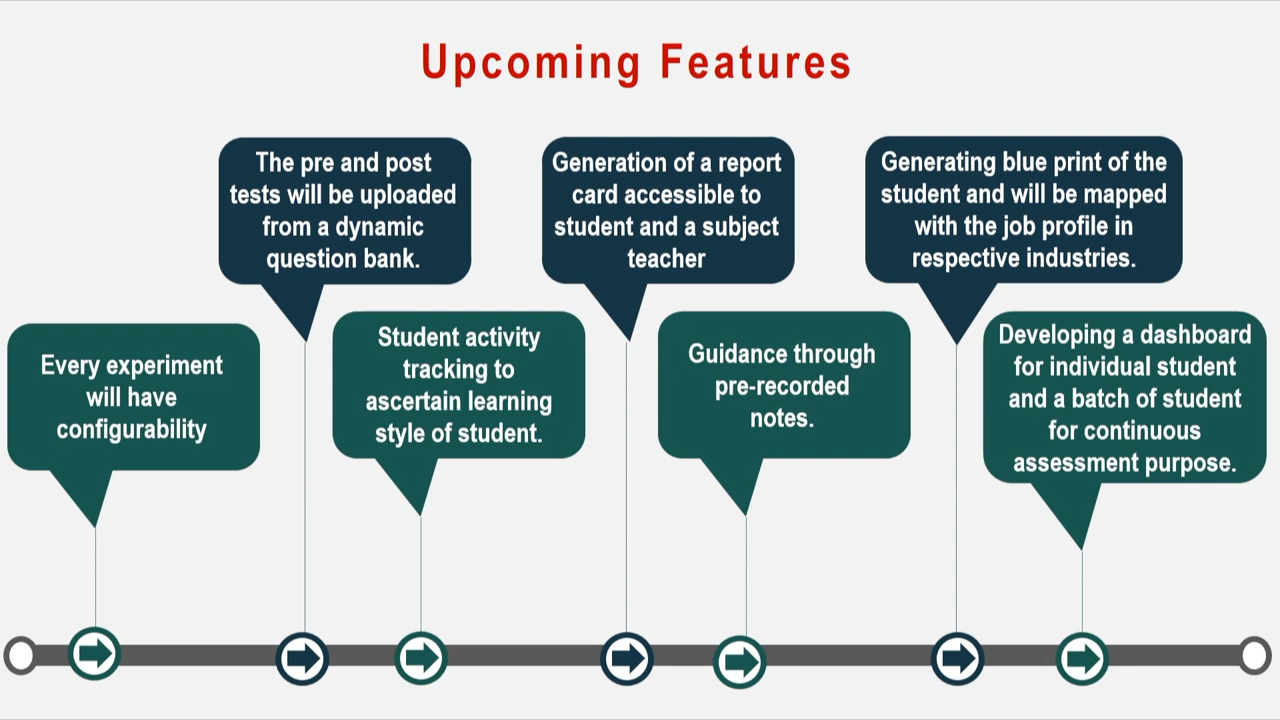 Upcoming Features
Every experiment
will have
configurability
The pre and post
tests will be uploaded
from a dynamic
question bank.
Student activity
tracking to
ascertain learning
style of student.
Generation of a report
card accessible to
student and a subject
teacher
Guidance through
pre-recorded
notes.
Generating blue print of the
student and will be mapped
with the job profile in
respective industries.
Developing a dashboard
for individual student
and a batch of student
for continuous
assessment purpose.